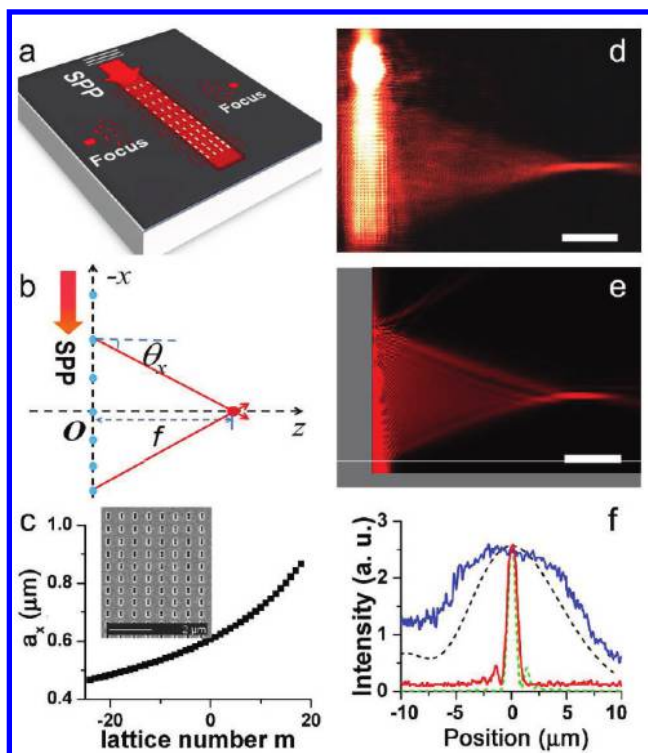 a
SPP
Focus
Focus
d
b
-x
SPP
θx
O
f
z
e
c
1.0
0.8
0.6
0.4
ax (μm)
2 μm
-20
0
20
lattice number m
f
3
2
1
0
Intensity (a. u.)
-10
-5
0
5
10
Position (μm)